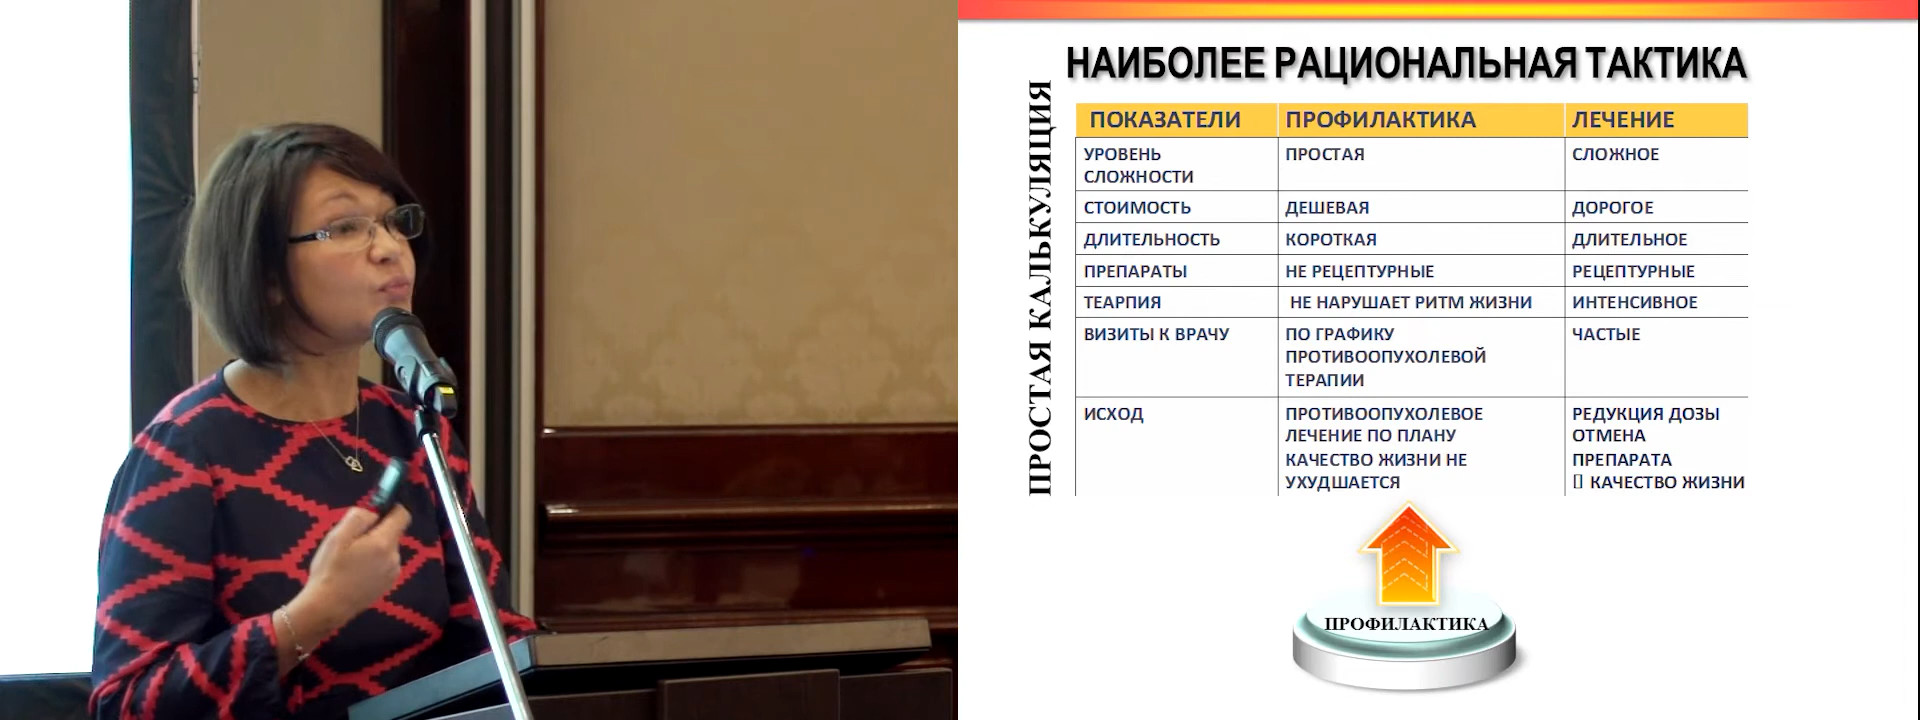 НАИБОЛЕЕ РАЦИОНАЛЬНАЯ ТАКТИКА
ПРОСТАЯ КАЛЬКУЛЯЦИЯ
ПОКАЗАТЕЛИ ПРОФИЛАКТИКА ЛЕЧЕНИЕ
УРОВЕНЬ
СЛОЖНОСТИ
ПРОСТАЯ
СЛОЖНОЕ
СТОИМОСТЬ ДЕШЕВАЯ ДОРОГОЕ
ДЛИТЕЛЬНОСТЬ КОРОТКАЯ ДЛИТЕЛЬНОЕ
ПРЕПАРАТЫ НЕ РЕЦЕПТУРНЫЕ РЕЦЕПТУРНЫЕ
ТЕАРПИЯ НЕ НАРУШАЕТ РИТМ ЖИЗНИ ИНТЕНСИВНОЕ
ВИЗИТЫ К ВРАЧУ
ПО ГРАФИКУ
ПРОТИВООПУХОЛЕВОЙ
ТЕРАПИИ
ЧАСТЫЕ
ИСХОД
ПРОТИВООПУХОЛЕВОЕ
ЛЕЧЕНИЕ ПО ПЛАНУ
КАЧЕСТВО ЖИЗНИ НЕ
УХУДШАЕТСЯ
РЕДУКЦИЯ ДОЗЫ
ОТМЕНА
ПРЕПАРАТА
▯ КАЧЕСТВО ЖИЗНИ
ПРОФИЛАКТИКА